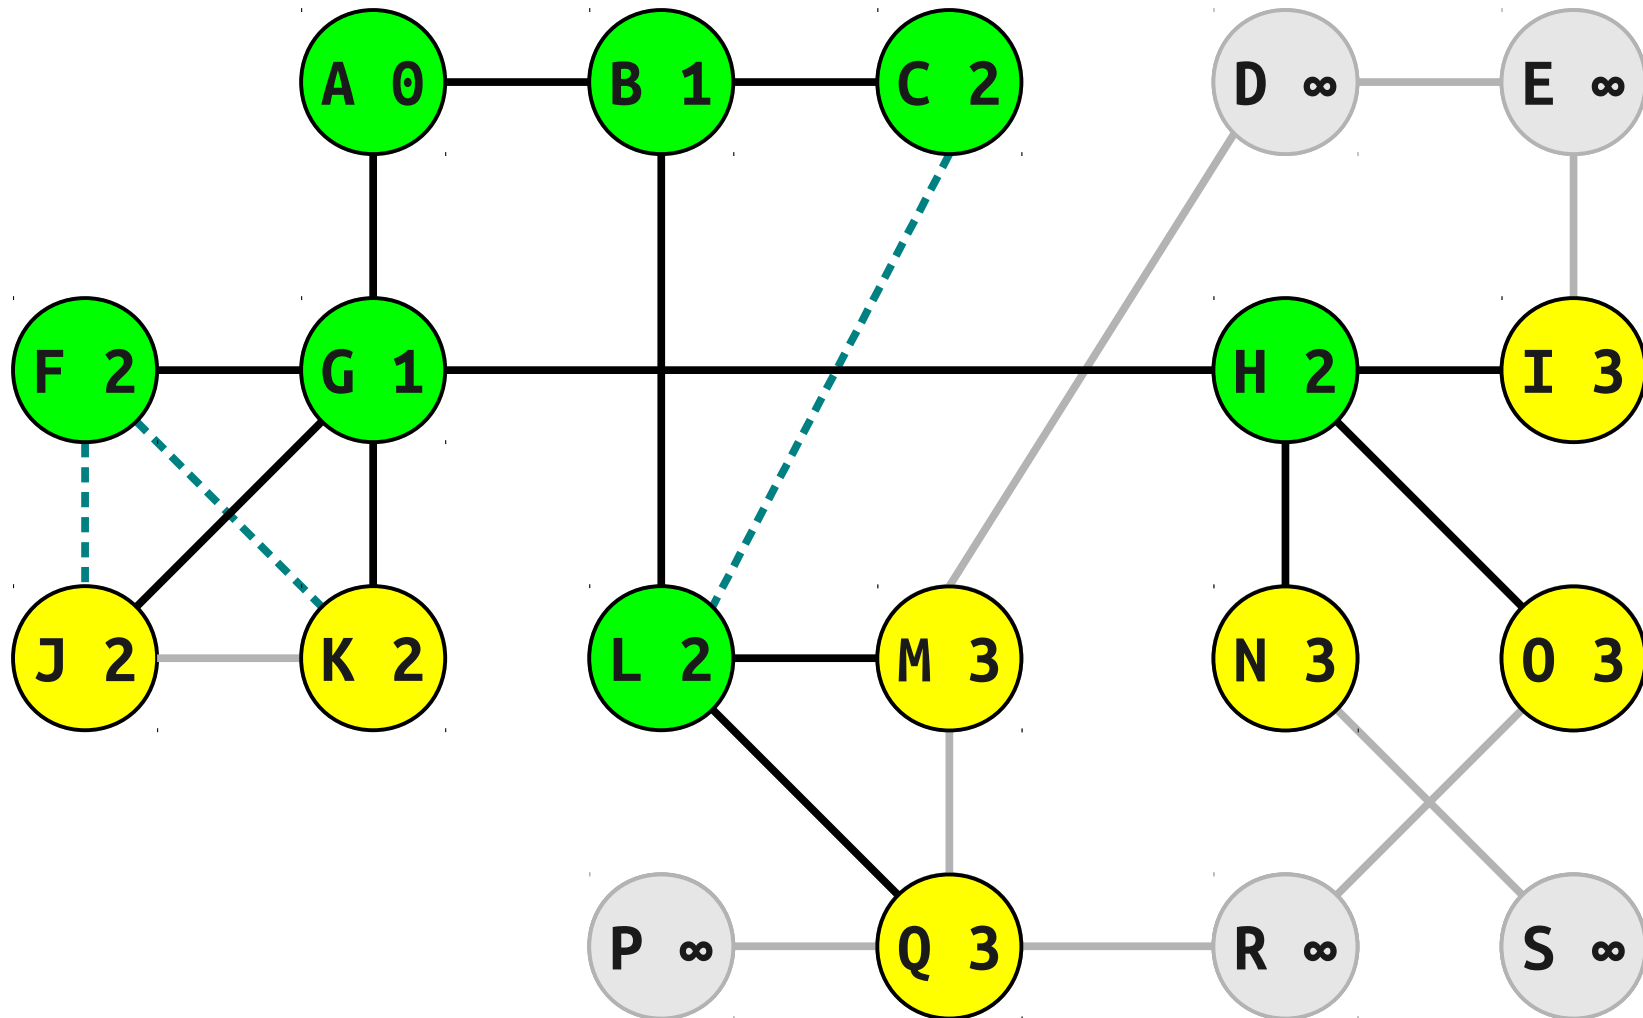 A 0 B 1 C 2 D ∞ E ∞
F 2 G 1 H 2 I 3
J 2 K 2 L 2 M 3 N 3 O 3
P ∞ Q 3 R ∞ S ∞